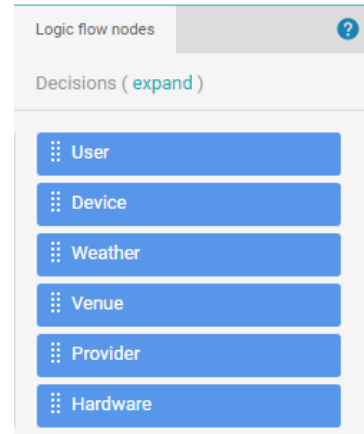 Logic flow nodes
?
Decisions ( expand )
User
Device
Weather
Venue
Provider
Hardware